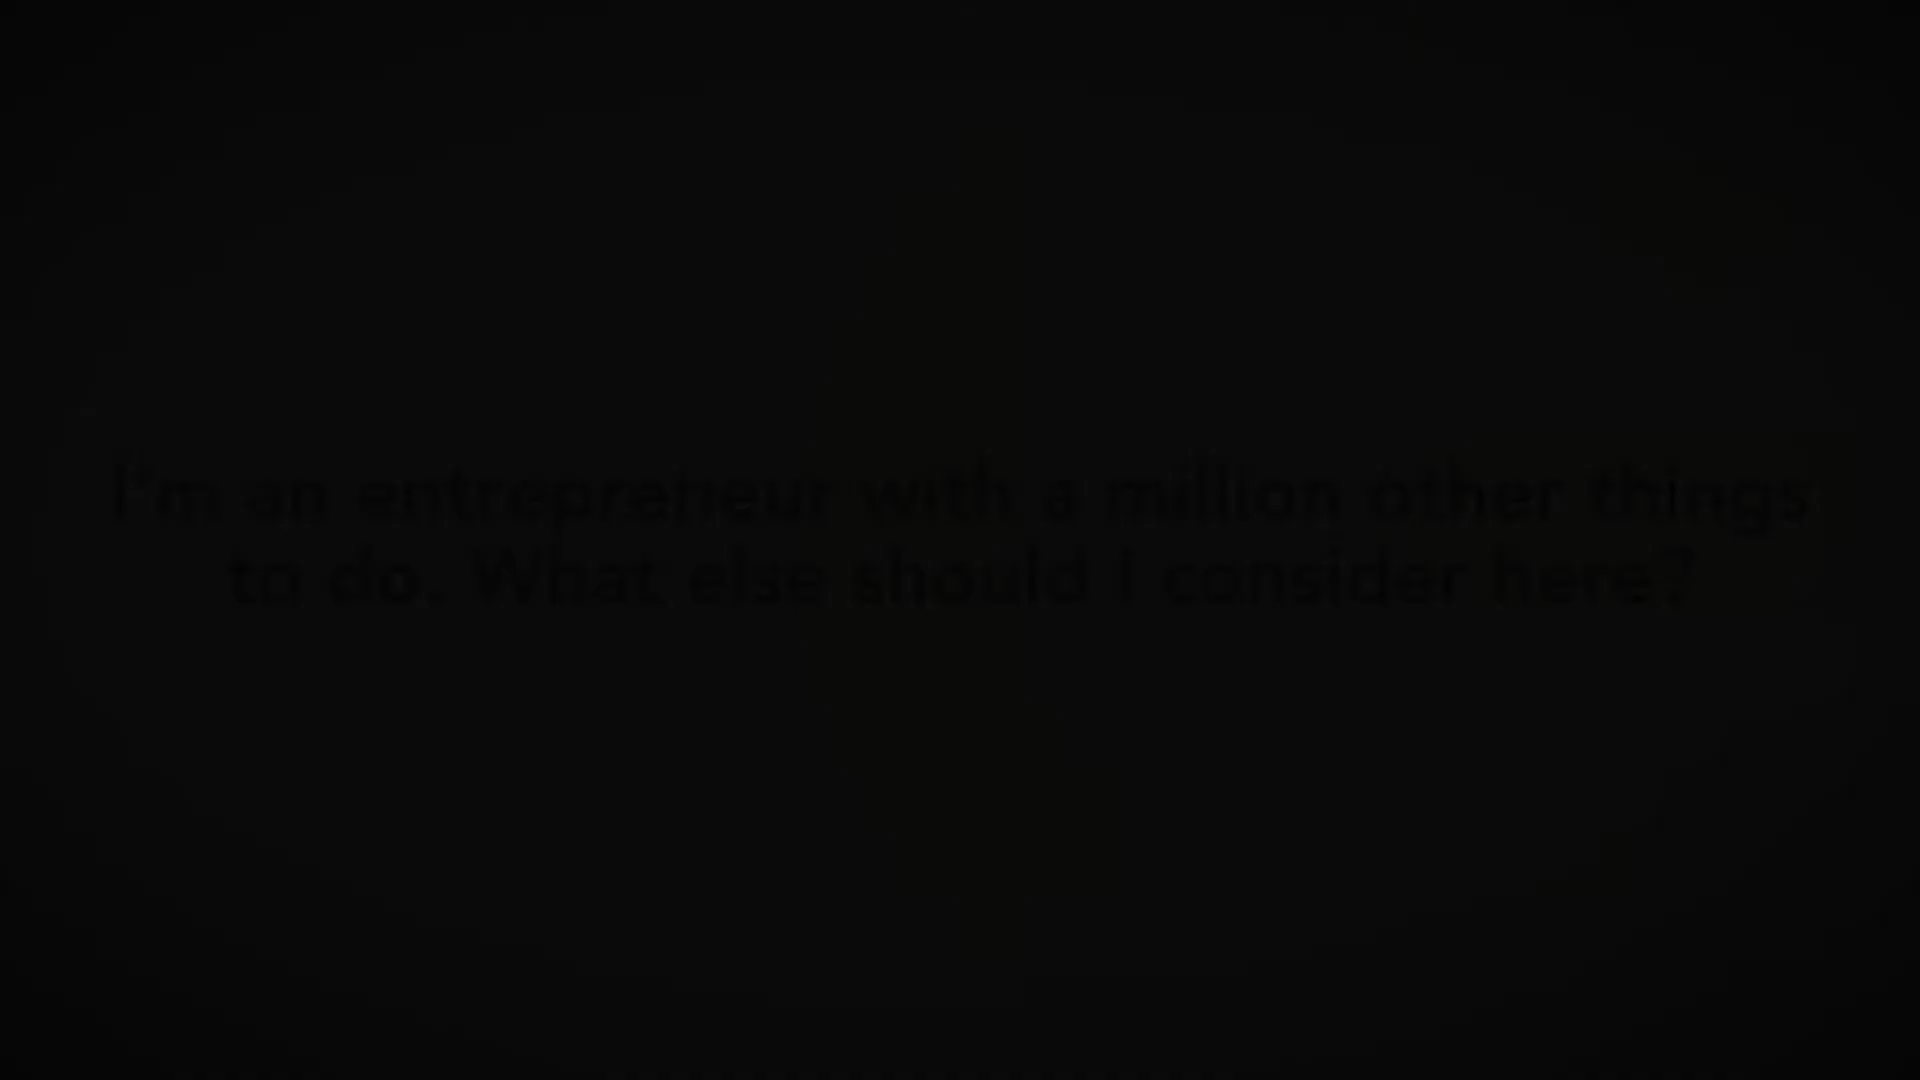 I'm an entrepreneur with a million other things
to do. What else should I consider here?